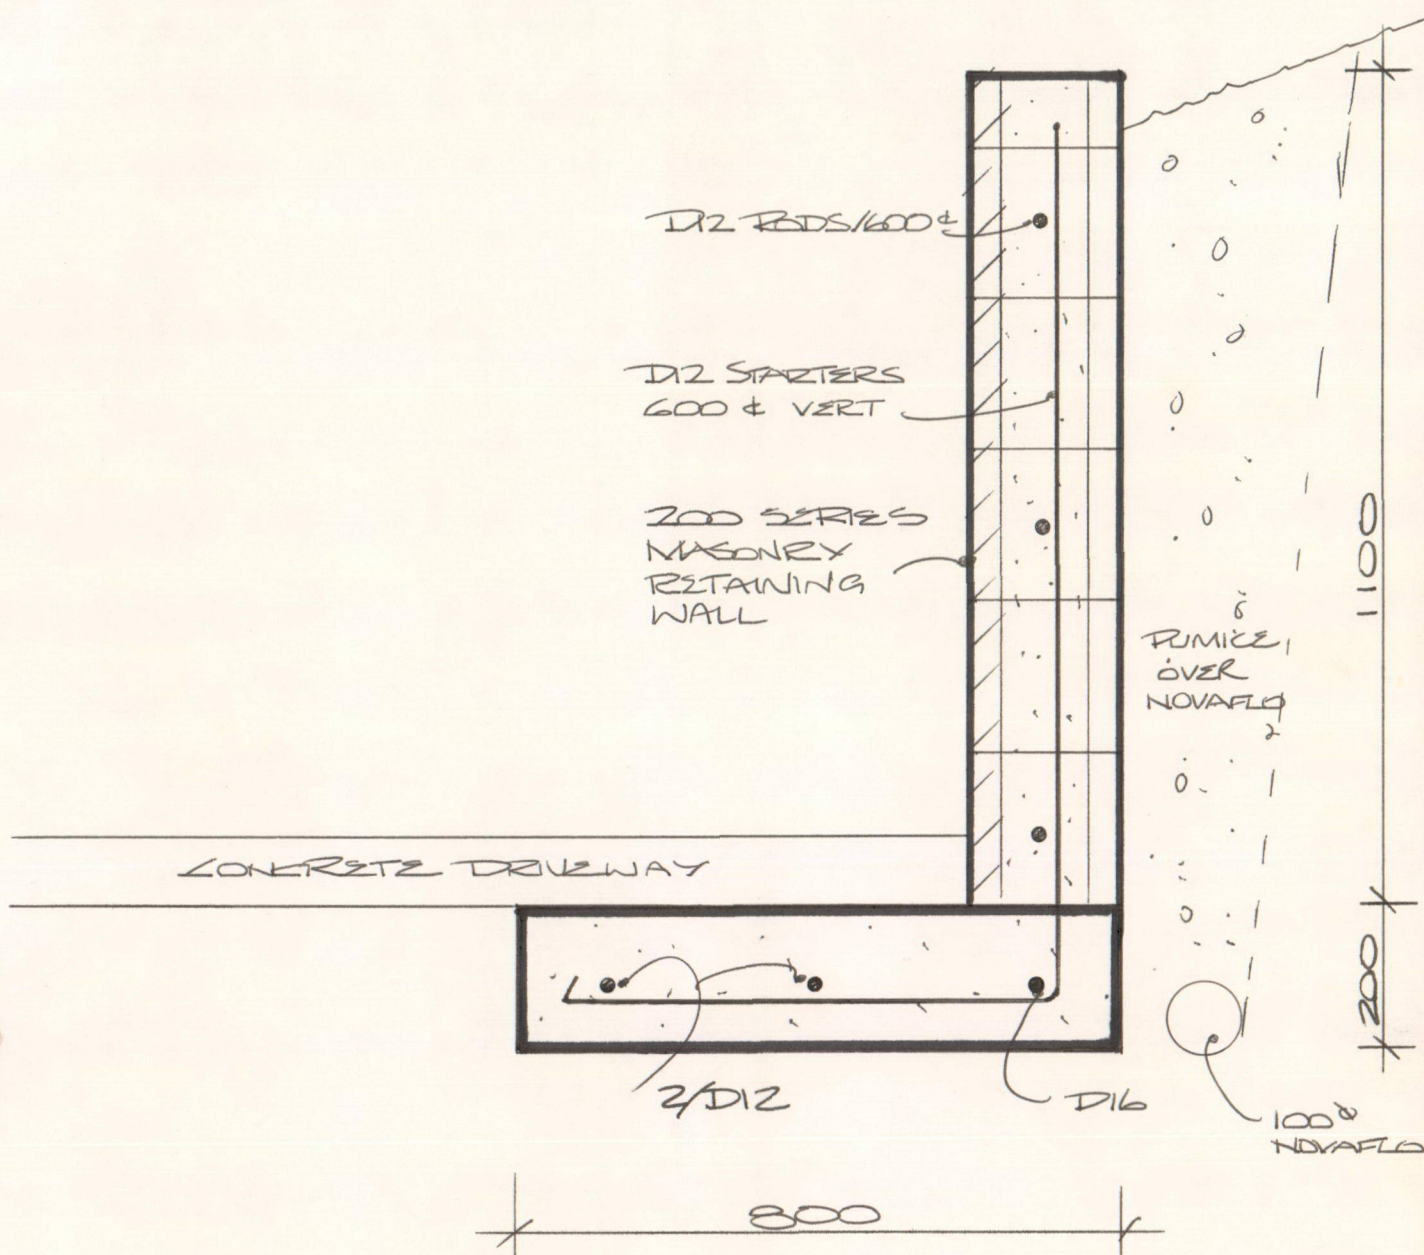 D12 RODS/600 ¢
D12 STARTERS
600 ¢ VERT
200 SERIES
MASONRY
RETAINING
WALL
1100
PUMICE
OVER
NOVAFLO
CONCRETE DRIVEWAY
200
2/D12
D16
100ø
NOVAFLO
800